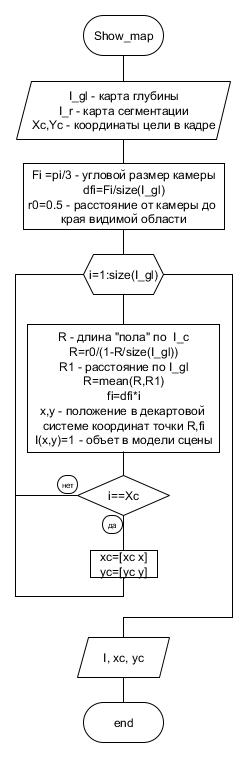 Show_map
I_gl - карта глубины
I_r - карта сегментации
Xc,Yc - координаты цели в кадре
Fi =pi/3 - угловой размер камеры
dfi=Fi/size(I_gl)
r0=0.5 - расстояние от камеры до
края видимой области
i=1:size(I_gl)
R - длина "пола" по I_c
R=r0/(1-R/size(I_gl))
R1 - расстояние по I_gl
R=mean(R,R1)
fi=dfi*i
x,y - положение в декартовой
системе координат точки R,fi
I(x,y)=1 - объет в модели сцены
i==Xc
нет
да
xc=[xc x]
yc=[yc y]
I, xc, yc
end